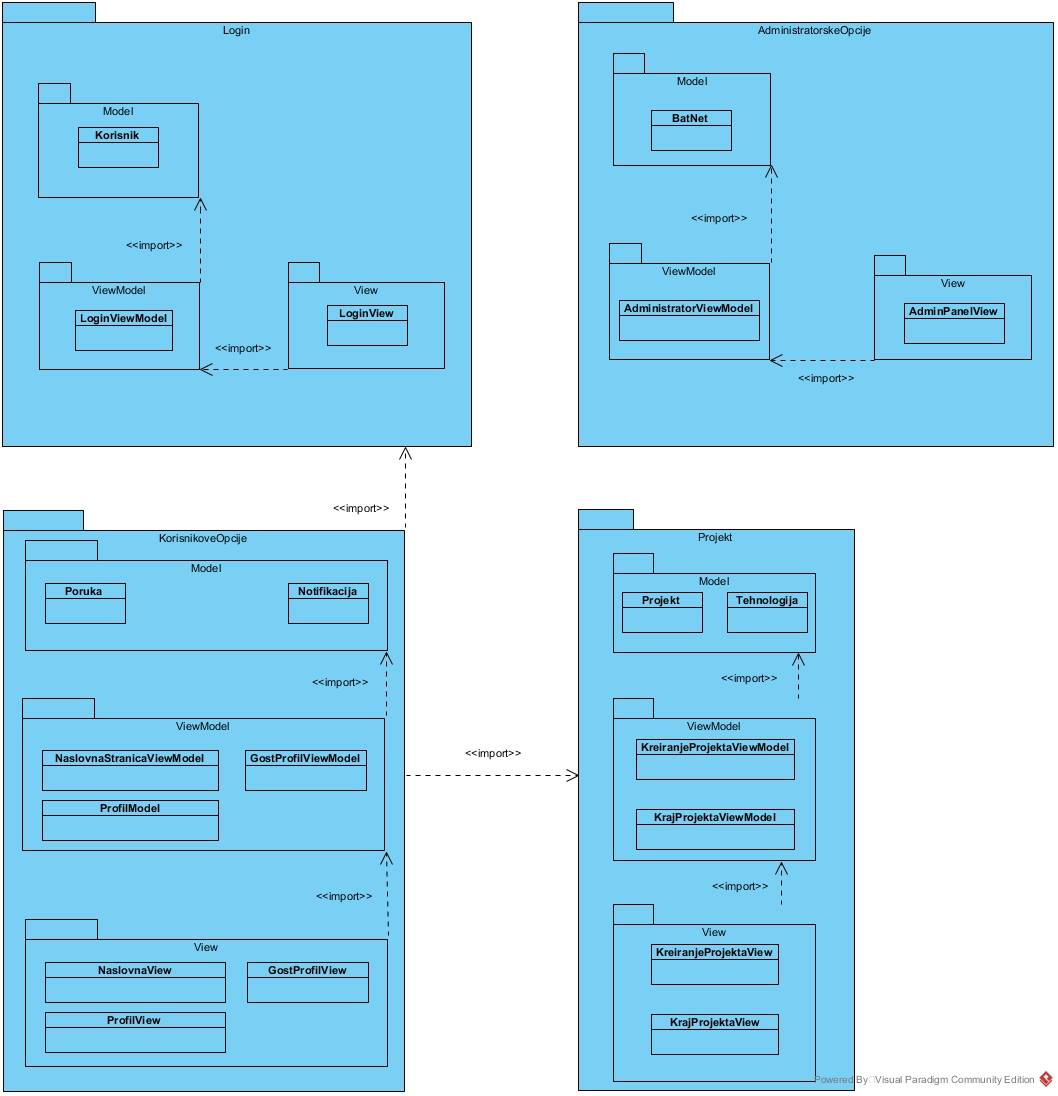 Login
Model
Korisnik
<<import>>
ViewModel
LoginViewModel
View
LoginView
<<import>>
AdministratorskeOpcije
Model
BatNet
<<import>>
ViewModel
AdministratorViewModel
View
AdminPanelView
<<import>>
<<import>>
KorisnikoveOpcije
Model
Poruka
Notifikacija
<<import>>
ViewModel
NaslovnaStranicaViewModel
GostProfilViewModel
ProfilModel
<<import>>
View
NaslovnaView
GostProfilView
ProfilView
<<import>>
Projekt
Model
Projekt
Tehnologija
<<import>>
ViewModel
KreiranjeProjektaViewModel
KrajProjektaViewModel
<<import>>
View
KreiranjeProjektaView
KrajProjektaView
Powered By Visual Paradigm Community Edition